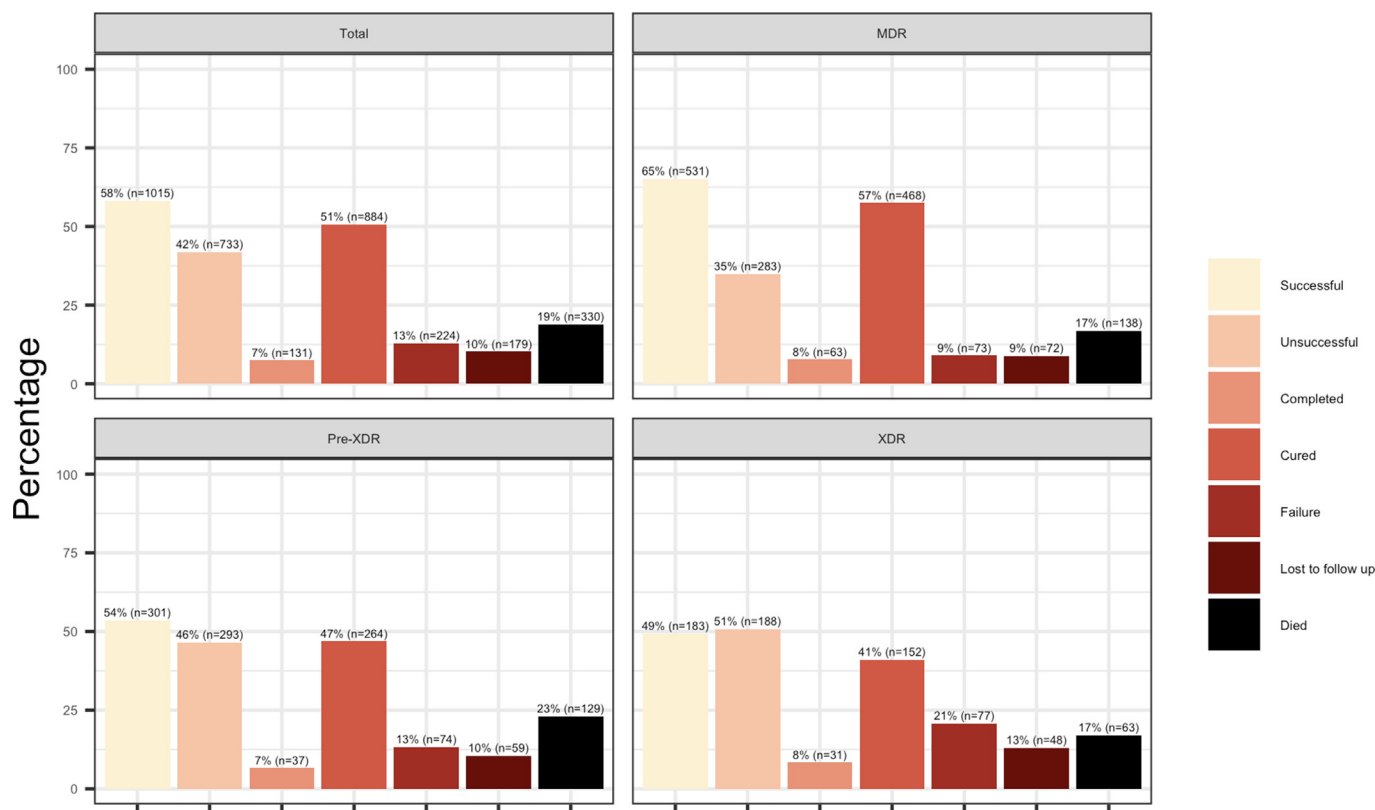 Total
MDR
Percentage
100
75
50
25
0
58% (n=1015)
42% (n=733)
7% (n=131)
51% (n=884)
13% (n=224)
10% (n=179)
19% (n=330)
65% (n=531)
35% (n=283)
8% (n=63)
57% (n=468)
9% (n=73)
9% (n=72)
17% (n=138)
Pre-XDR
XDR
100
75
50
25
0
54% (n=301)
46% (n=293)
7% (n=37)
47% (n=264)
13% (n=74)
10% (n=59)
23% (n=129)
49% (n=183)
51% (n=188)
8% (n=31)
41% (n=152)
21% (n=77)
13% (n=48)
17% (n=63)
Successful
Unsuccessful
Completed
Cured
Failure
Lost to follow up
Died